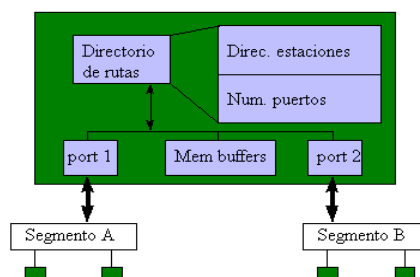 Directorio
de rutas
Direc. estaciones
Num. puertos
port 1
Mem buffers
port 2
Segmento A
Segmento B